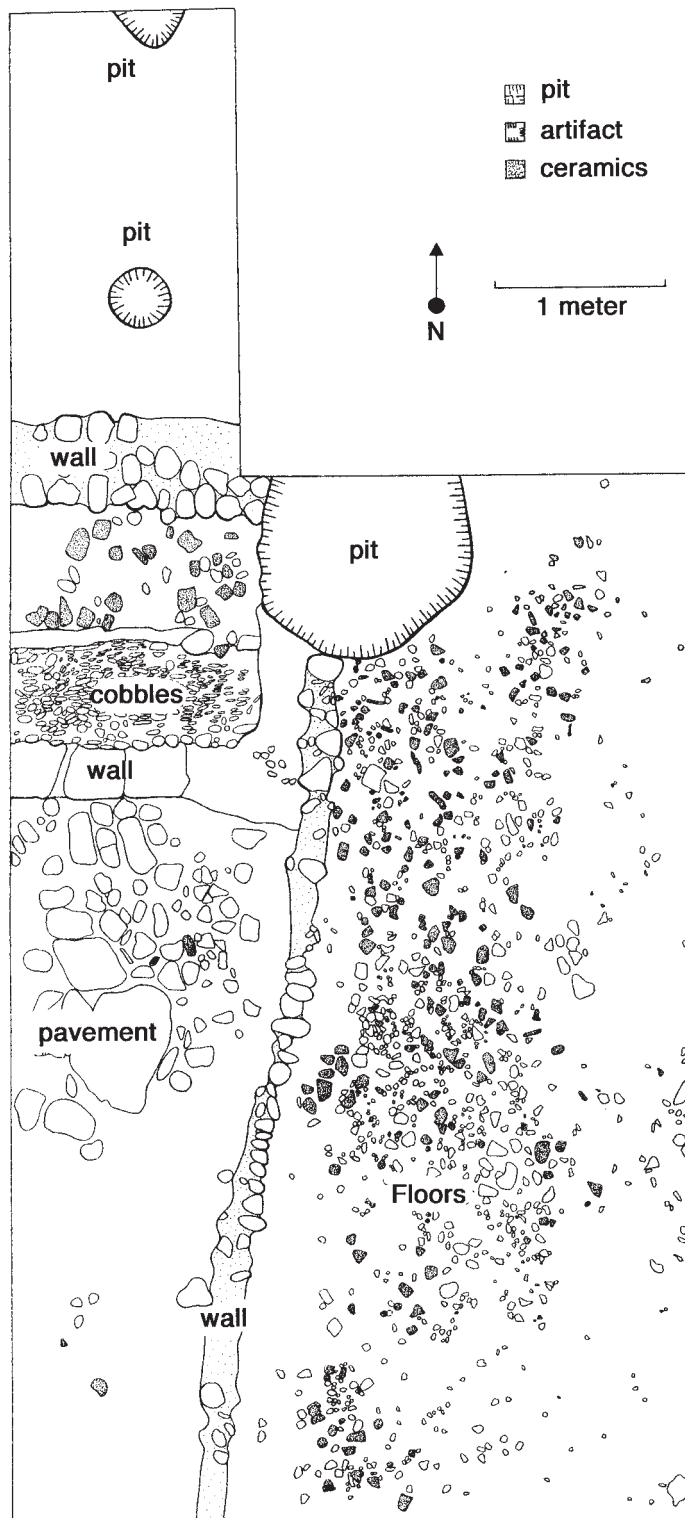 pit
pit
artifact
ceramics
pit
N
1 meter
wall
pit
cobbles
wall
pavement
Floors
wall